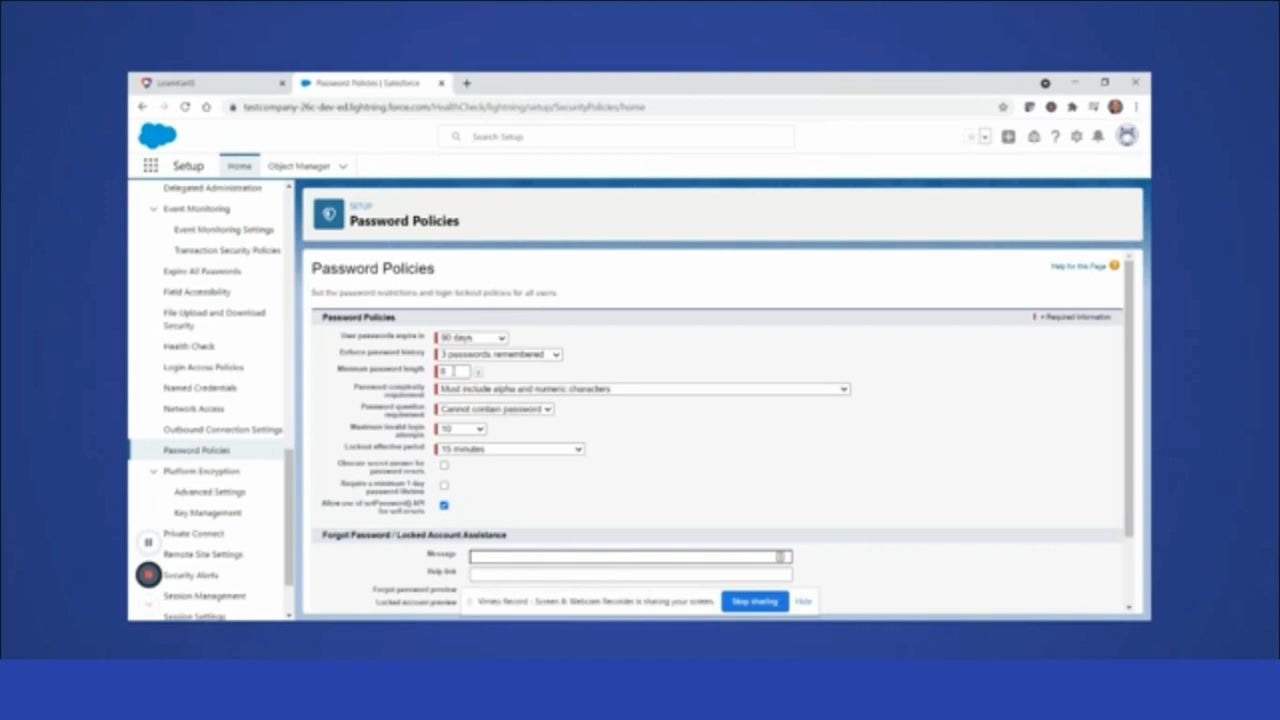 LearnKarts
Password Policies | Salesforce
testcompany-26c-dev-ed.lightning.force.com/HealthCheck/lightning/setup/SecurityPolicies/home
Search Setup
Setup
Home
Object Manager
Delegated Administration
Event Monitoring
Event Monitoring Settings
Transaction Security Policies
Expire All Passwords
Field Accessibility
File Upload and Download
Security
Health Check
Login Access Policies
Named Credentials
Network Access
Outbound Connection Settings
Password Policies
Platform Encryption
Advanced Settings
Key Management
Private Connect
Remote Site Settings
Security Alerts
Session Management
Session Settings
SETUP
Password Policies
Password Policies
Help for this Page
Set the password restrictions and login lockout policies for all users.
Password Policies
= Required Information
User passwords expire in
90 days
Enforce password history
3 passwords remembered
Minimum password length
8
i
Password complexity
requirement
Must include alpha and numeric characters
Password question
requirement
Cannot contain password
Maximum invalid login
attempts
10
Lockout effective period
15 minutes
Obscure secret answer for
password resets
Require a minimum 1 day
password lifetime
Allow use of setPassword() API
for self-resets
Forgot Password / Locked Account Assistance
Message
Help link
Forgot password preview
Locked account preview
Vimeo Record - Screen & Webcam Recorder is sharing your screen.
Stop sharing
Hide